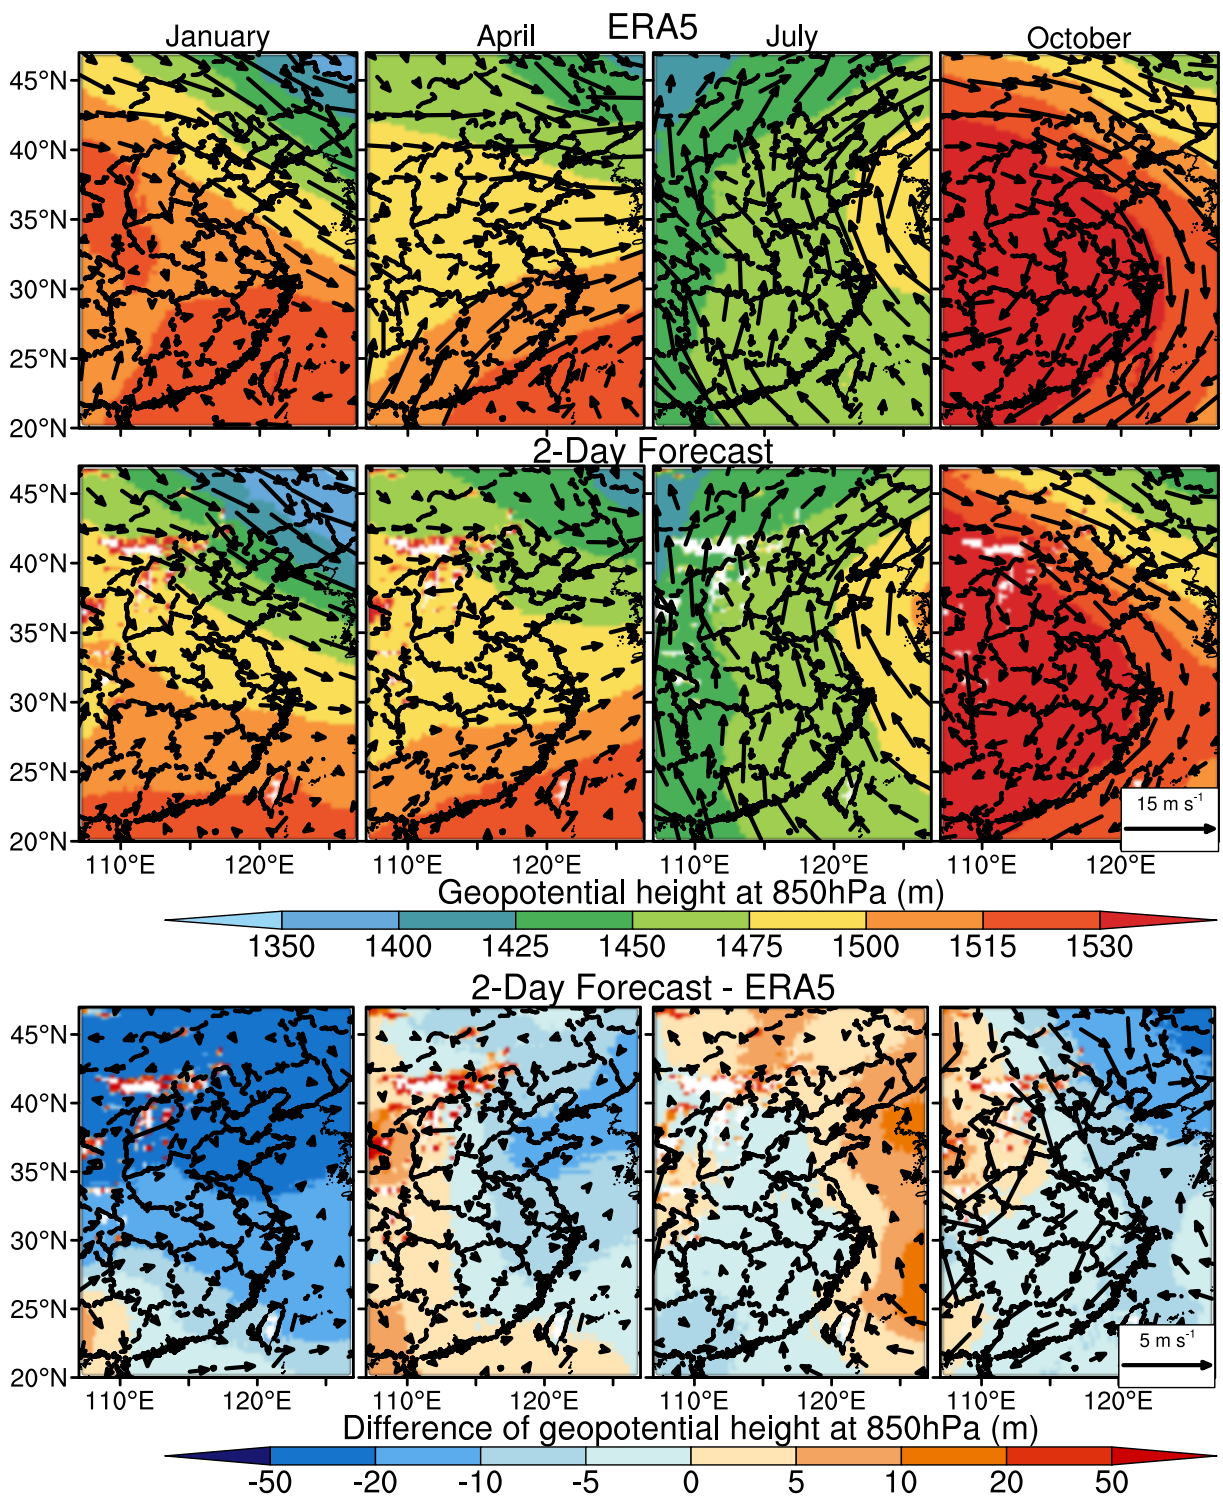 ERA5
January April July October
45°N
40°N
35°N
30°N
25°N
20°N
2-Day Forecast
45°N
40°N
35°N
30°N
25°N
20°N
15 m s⁻¹
110°E 120°E 110°E 120°E 110°E 120°E 110°E 120°E
Geopotential height at 850hPa (m)
1350 1400 1425 1450 1475 1500 1515 1530
2-Day Forecast - ERA5
45°N
40°N
35°N
30°N
25°N
20°N
5 m s⁻¹
110°E 120°E 110°E 120°E 110°E 120°E 110°E 120°E
Difference of geopotential height at 850hPa (m)
-50 -20 -10 -5 0 5 10 20 50